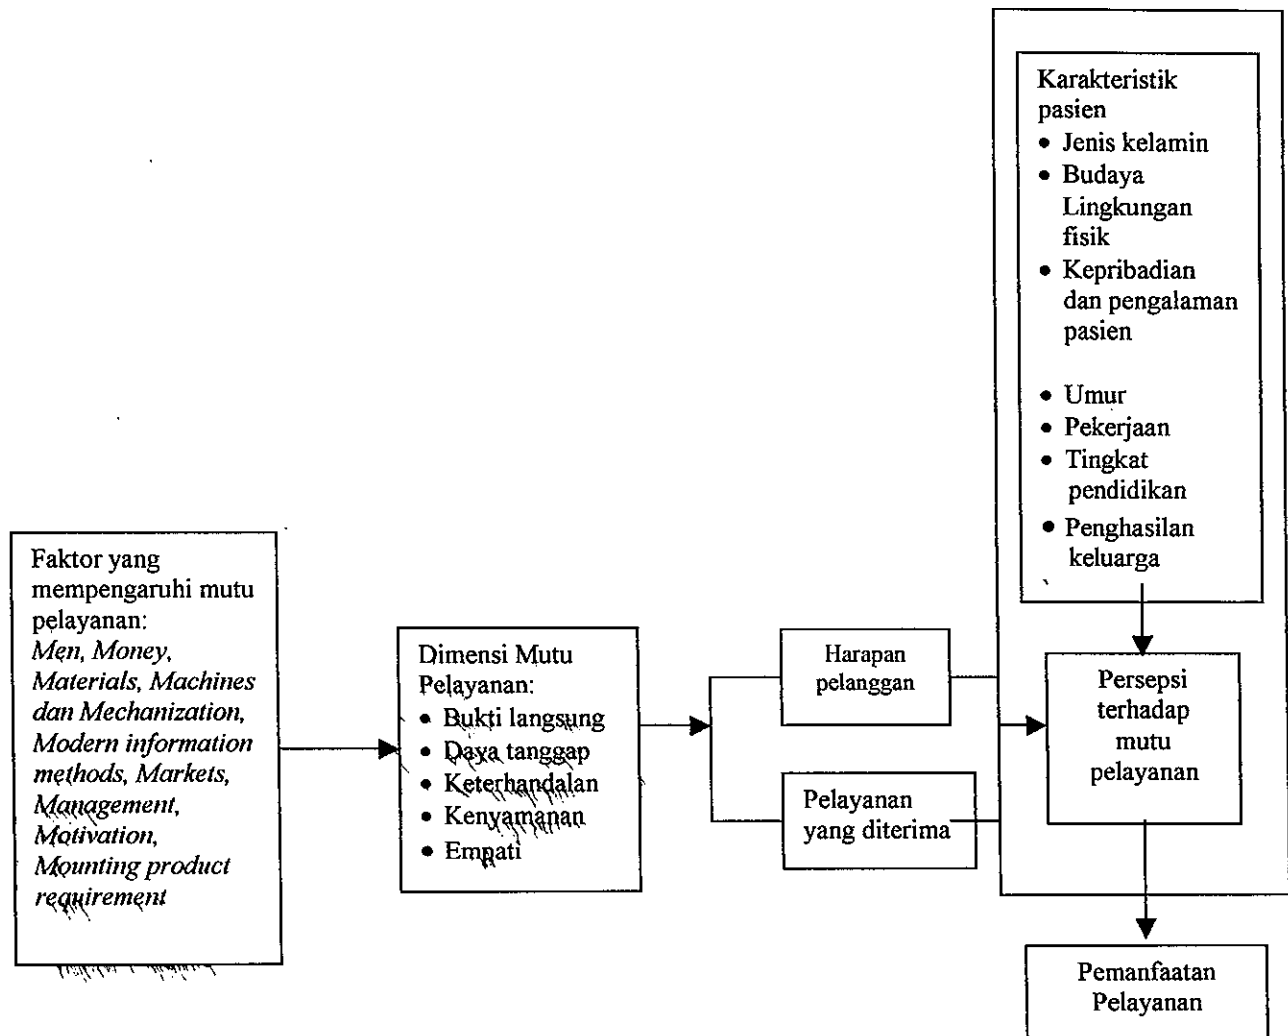 Faktor yang
mempengaruhi mutu
pelayanan:
Men, Money,
Materials, Machines
dan Mechanization,
Modern information
methods, Markets,
Management,
Motivation,
Mounting product
requirement
Dimensi Mutu
Pelayanan:
• Bukti langsung
• Daya tanggap
• Keterhandalan
• Kenyamanan
• Empati
Harapan
pelanggan
Pelayanan
yang diterima
Karakteristik
pasien
• Jenis kelamin
• Budaya
Lingkungan
fisik
• Kepribadian
dan pengalaman
pasien
• Umur
• Pekerjaan
• Tingkat
pendidikan
• Penghasilan
keluarga
Persepsi
terhadap
mutu
pelayanan
Pemanfaatan
Pelayanan